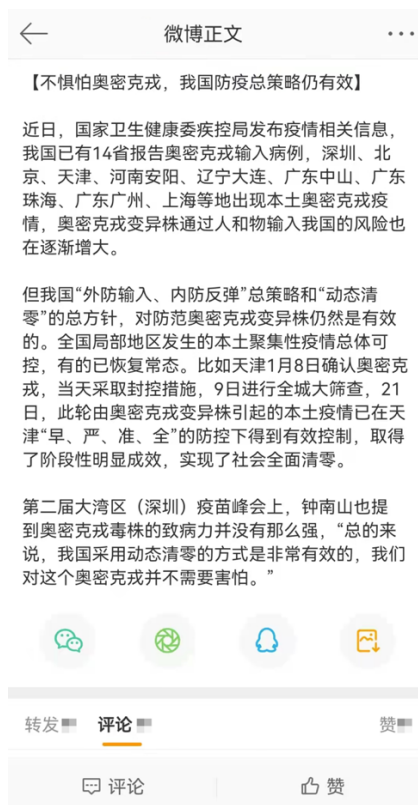 微博正文
【不惧怕奥密克戎，我国防疫总策略仍有效】
近日，国家卫生健康委疾控局发布疫情相关信息，
我国已有14省报告奥密克戎输入病例，深圳、北
京、天津、河南安阳、辽宁大连、广东中山、广东
珠海、广东广州、上海等地出现本土奥密克戎疫
情，奥密克戎变异株通过人和物输入我国的风险也
在逐渐增大。
但我国“外防输入、内防反弹”总策略和“动态清
零”的总方针，对防范奥密克戎变异株仍然是有效
的。全国局部地区发生的本土聚集性疫情总体可
控，有的已恢复常态。比如天津1月8日确认奥密克
戎，当天采取封控措施，9日进行全城大筛查，21
日，此轮由奥密克戎变异株引起的本土疫情已在天
津“早、严、准、全”的防控下得到有效控制，取得
了阶段性明显成效，实现了社会全面清零。
第二届大湾区（深圳）疫苗峰会上，钟南山也提
到奥密克戎毒株的致病力并没有那么强，“总的来
说，我国采用动态清零的方式是非常有效的，我们
对这个奥密克戎并不需要害怕。”
转发 评论 赞
评论 赞